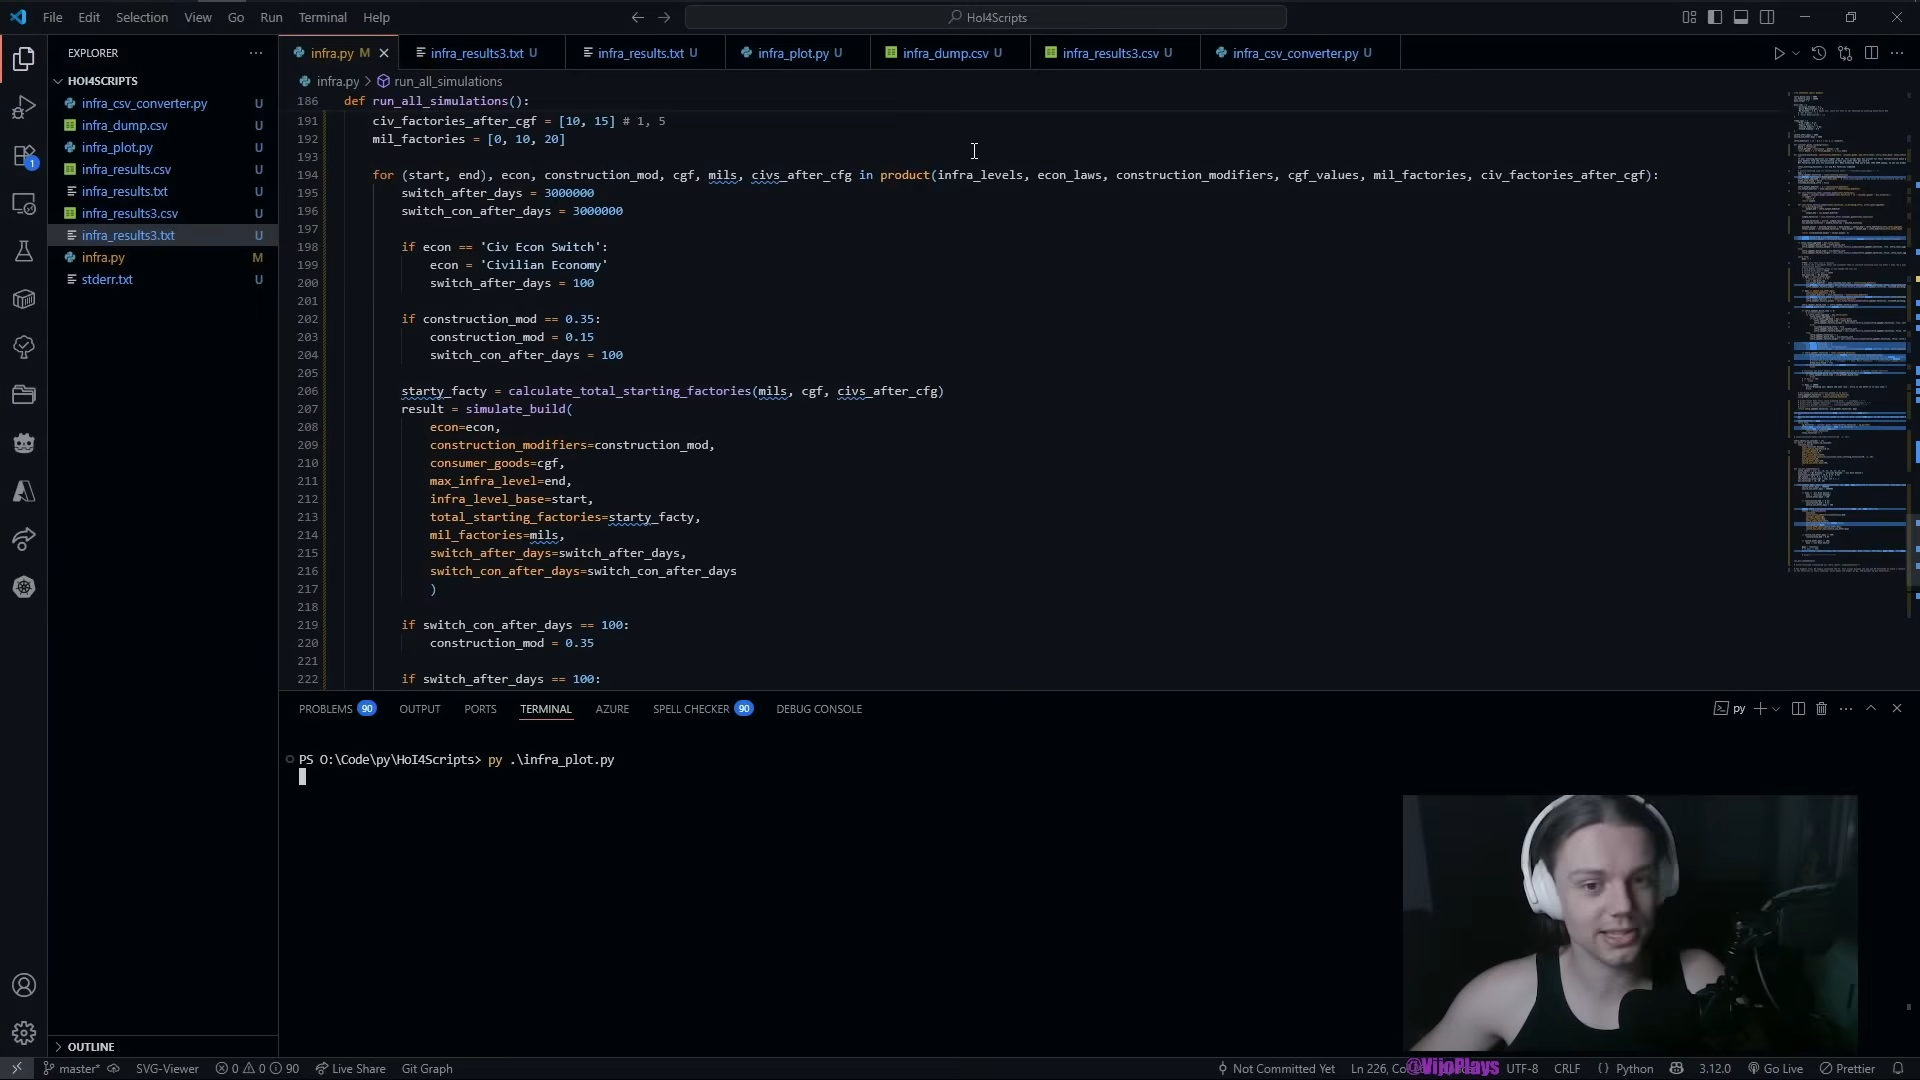 File Edit Selection View Go Run Terminal Help
HoI4Scripts
EXPLORER
HOI4SCRIPTS
infra_csv_converter.py U
infra_dump.csv U
infra_plot.py U
infra_results.csv U
infra_results.txt U
infra_results3.csv U
infra_results3.txt U
infra.py M
stderr.txt U
OUTLINE
1
infra.py M
infra_results3.txt U
infra_results.txt U
infra_plot.py U
infra_dump.csv U
infra_results3.csv U
infra_csv_converter.py U
infra.py > run_all_simulations
186 def run_all_simulations():
191 civ_factories_after_cgf = [10, 15] # 1, 5
192 mil_factories = [0, 10, 20]
193
194 for (start, end), econ, construction_mod, cgf, mils, civs_after_cfg in product(infra_levels, econ_laws, construction_modifiers, cgf_values, mil_factories, civ_factories_after_cgf):
195 switch_after_days = 3000000
196 switch_con_after_days = 3000000
197
198 if econ == 'Civ Econ Switch':
199 econ = 'Civilian Economy'
200 switch_after_days = 100
201
202 if construction_mod == 0.35:
203 construction_mod = 0.15
204 switch_con_after_days = 100
205
206 starty_facty = calculate_total_starting_factories(mils, cgf, civs_after_cfg)
207 result = simulate_build(
208 econ=econ,
209 construction_modifiers=construction_mod,
210 consumer_goods=cgf,
211 max_infra_level=end,
212 infra_level_base=start,
213 total_starting_factories=starty_facty,
214 mil_factories=mils,
215 switch_after_days=switch_after_days,
216 switch_con_after_days=switch_con_after_days
217 )
218
219 if switch_con_after_days == 100:
220 construction_mod = 0.35
221
222 if switch_after_days == 100:
PROBLEMS 90 OUTPUT PORTS TERMINAL AZURE SPELL CHECKER 90 DEBUG CONSOLE
py
PS O:\Code\py\HoI4Scripts> py .\infra_plot.py
@VijoPlays
master* SVG-Viewer 0 0 90 Live Share Git Graph
Not Committed Yet Ln 226, UTF-8 CRLF Python 3.12.0 Go Live Prettier